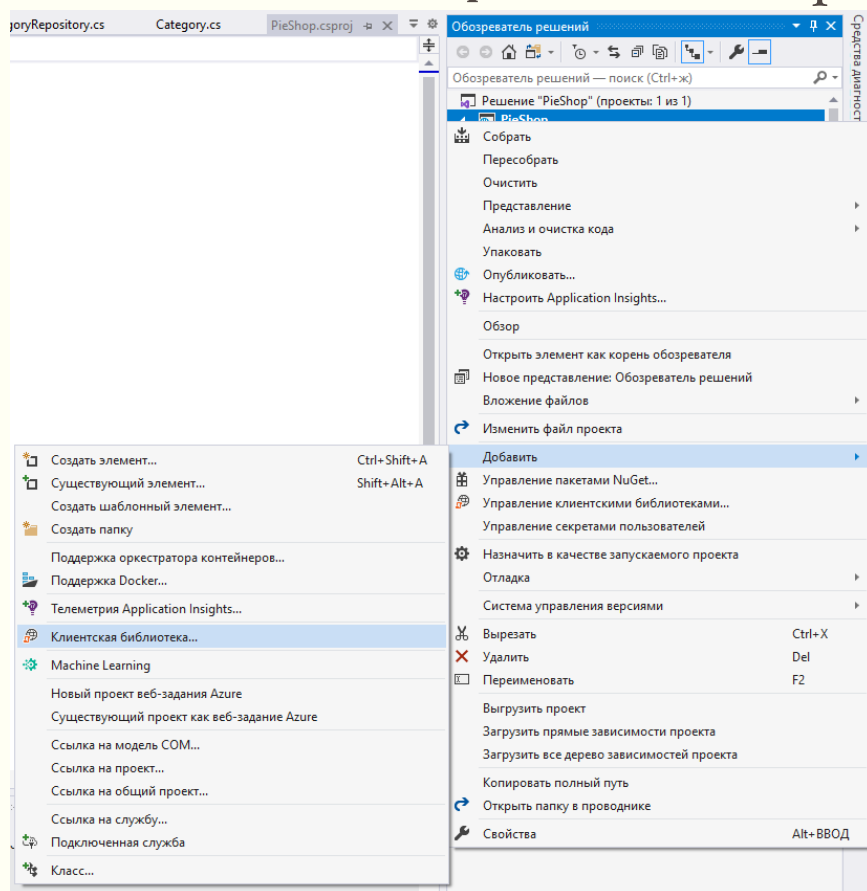 goryRepository.cs
Category.cs
PieShop.csproj
Обозреватель решений
Обозреватель решений — поиск (Ctrl+ж)
Решение "PieShop" (проекты: 1 из 1)
PieShop
Средства диагност
Собрать
Пересобрать
Очистить
Представление
Анализ и очистка кода
Упаковать
Опубликовать...
Настроить Application Insights...
Обзор
Открыть элемент как корень обозревателя
Новое представление: Обозреватель решений
Вложение файлов
Изменить файл проекта
Добавить
Управление пакетами NuGet...
Управление клиентскими библиотеками...
Управление секретами пользователей
Назначить в качестве запускаемого проекта
Отладка
Система управления версиями
Вырезать Ctrl+X
Удалить Del
Переименовать F2
Выгрузить проект
Загрузить прямые зависимости проекта
Загрузить все дерево зависимостей проекта
Копировать полный путь
Открыть папку в проводнике
Свойства Alt+ВВОД
Создать элемент... Ctrl+Shift+A
Существующий элемент... Shift+Alt+A
Создать шаблонный элемент...
Создать папку
Поддержка оркестратора контейнеров...
Поддержка Docker...
Телеметрия Application Insights...
Клиентская библиотека...
Machine Learning
Новый проект веб-задания Azure
Существующий проект как веб-задание Azure
Ссылка на модель COM...
Ссылка на проект...
Ссылка на общий проект...
Ссылка на службу...
Подключенная служба
Класс...